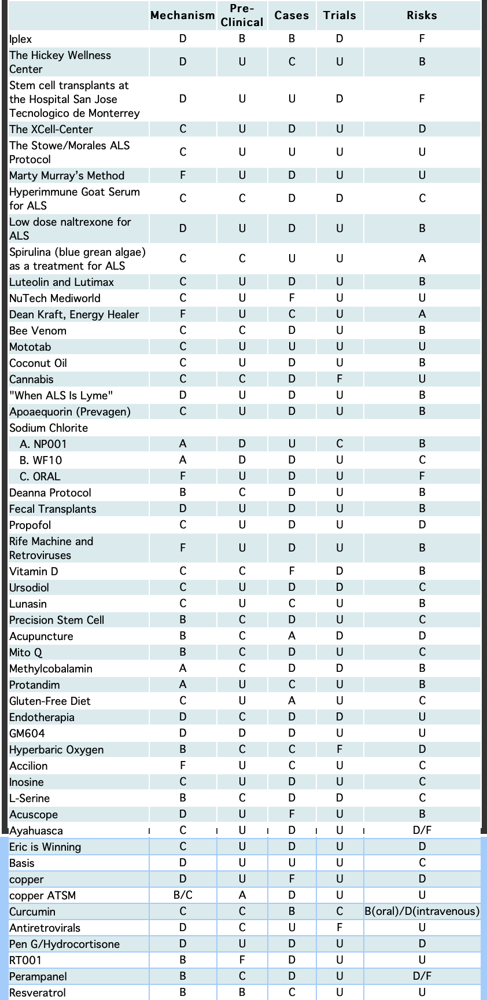 Mechanism Pre-Clinical Cases Trials Risks
Iplex D B B D F
The Hickey Wellness
Center D U C U B
Stem cell transplants at
the Hospital San Jose D U U D F
Tecnologico de Monterrey
The XCell-Center C U D U D
The Stowe/Morales ALS
Protocol C U U U U
Marty Murray's Method F U D U U
Hyperimmune Goat Serum
for ALS C C D D C
Low dose naltrexone for
ALS D U D U B
Spirulina (blue grean algae)
as a treatment for ALS C C U U A
Luteolin and Lutimax C U D U B
NuTech Mediworld C U F U U
Dean Kraft, Energy Healer F U C U A
Bee Venom C C D U B
Mototab C U U U U
Coconut Oil C U D U B
Cannabis C C D F U
"When ALS Is Lyme" D U D U B
Apoaequorin (Prevagen) C U D U B
Sodium Chlorite
A. NP001 A D U C B
B. WF10 A D D U C
C. ORAL F U D U F
Deanna Protocol B C D U B
Fecal Transplants D U D U B
Propofol C U D U D
Rife Machine and
Retroviruses F U D U B
Vitamin D C C F D B
Ursodiol C U D D C
Lunasin C U C U B
Precision Stem Cell B C D U C
Acupuncture B C A D D
Mito Q B C D U C
Methylcobalamin A C D D B
Protandim A U C U B
Gluten-Free Diet C U A U C
Endotherapia D C D D U
GM604 D D D U U
Hyperbaric Oxygen B C C F D
Accilion F U C U C
Inosine C U D U C
L-Serine B C D D C
Acuscope D U F U B
Ayahuasca C U D U D/F
Eric is Winning C U D U D
Basis D U U U C
copper D U F U D
copper ATSM B/C A D U U
Curcumin C C B C B(oral)/D(intravenous)
Antiretrovirals D C U F U
Pen G/Hydrocortisone D U D U D
RT001 B F D U U
Perampanel B C D U D/F
Resveratrol B B C U U